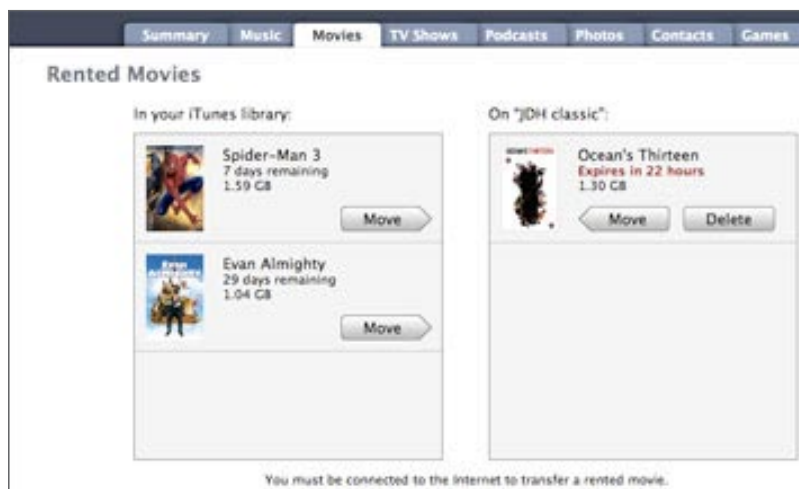 Summary Music Movies TV Shows Podcasts Photos Contacts Games
Rented Movies
In your iTunes library:
Spider-Man 3
7 days remaining
1.59 GB
Move
Evan Almighty
29 days remaining
1.04 GB
Move
On "JDH classic":
Ocean's Thirteen
Expires in 22 hours
1.30 GB
Move Delete
You must be connected to the Internet to transfer a rented movie.